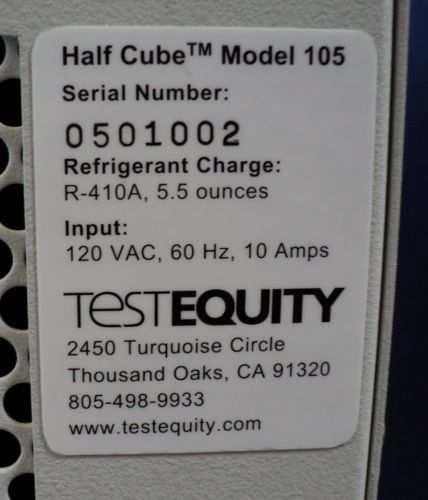 Half Cube™ Model 105
Serial Number:
0501002
Refrigerant Charge:
R-410A, 5.5 ounces
Input:
120 VAC, 60 Hz, 10 Amps
TESTEQUITY
2450 Turquoise Circle
Thousand Oaks, CA 91320
805-498-9933
www.testequity.com